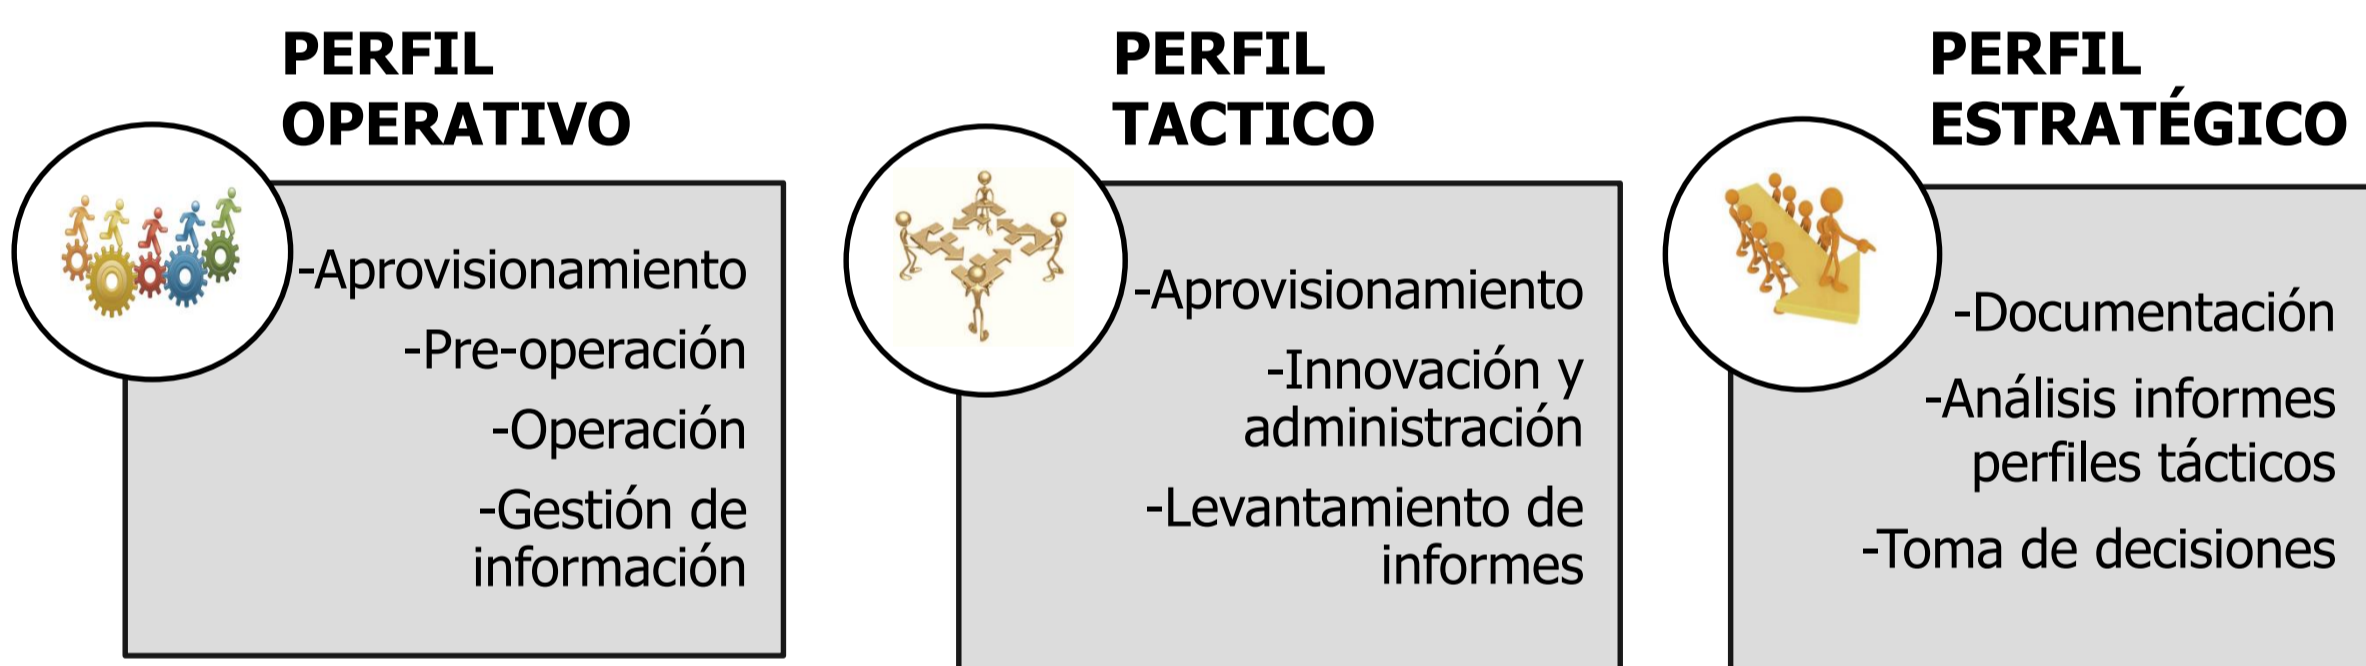 PERFIL
OPERATIVO
-Aprovisionamiento
-Pre-operación
-Operación
-Gestión de
información
PERFIL
TACTICO
-Aprovisionamiento
-Innovación y
administración
-Levantamiento de
informes
PERFIL
ESTRATÉGICO
-Documentación
-Análisis informes
perfiles tácticos
-Toma de decisiones